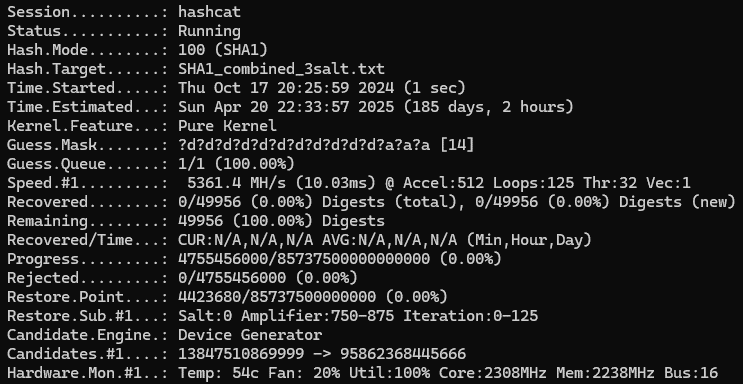 Session..........: hashcat
Status...........: Running
Hash.Mode........: 100 (SHA1)
Hash.Target......: SHA1_combined_3salt.txt
Time.Started.....: Thu Oct 17 20:25:59 2024 (1 sec)
Time.Estimated...: Sun Apr 20 22:33:57 2025 (185 days, 2 hours)
Kernel.Feature...: Pure Kernel
Guess.Mask.......: ?d?d?d?d?d?d?d?d?d?d?d?a?a?a [14]
Guess.Queue......: 1/1 (100.00%)
Speed.#1.........:  5361.4 MH/s (10.03ms) @ Accel:512 Loops:125 Thr:32 Vec:1
Recovered........: 0/49956 (0.00%) Digests (total), 0/49956 (0.00%) Digests (new)
Remaining........: 49956 (100.00%) Digests
Recovered/Time...: CUR:N/A,N/A,N/A AVG:N/A,N/A,N/A (Min,Hour,Day)
Progress.........: 4755456000/85737500000000000 (0.00%)
Rejected.........: 0/4755456000 (0.00%)
Restore.Point....: 4423680/85737500000000 (0.00%)
Restore.Sub.#1...: Salt:0 Amplifier:750-875 Iteration:0-125
Candidate.Engine.: Device Generator
Candidates.#1....: 13847510869999 -> 95862368445666
Hardware.Mon.#1..: Temp: 54c Fan: 20% Util:100% Core:2308MHz Mem:2238MHz Bus:16